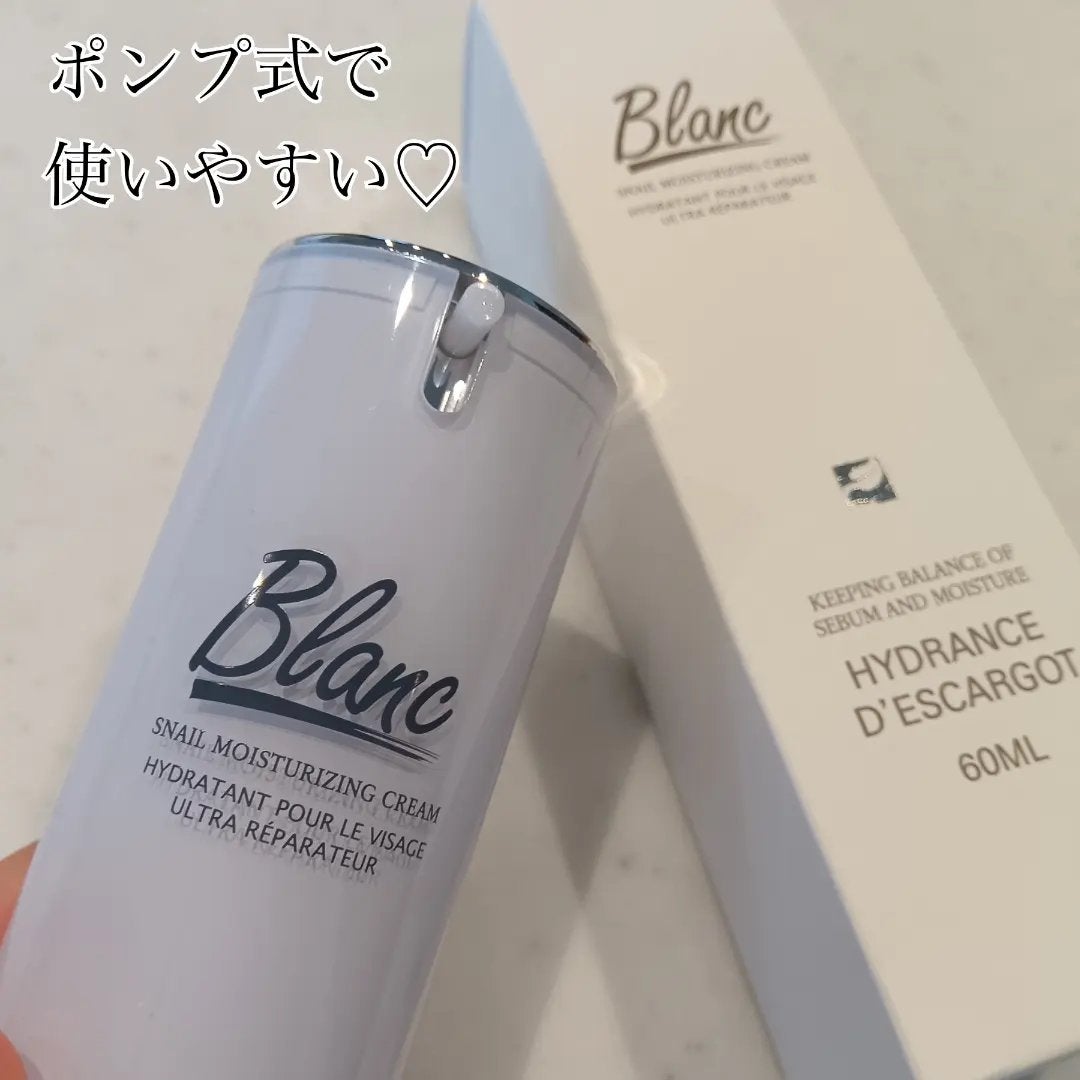 ポンプ式で
使いやすい♡
Blanc
SNAIL MOISTURIZING CREAM
HYDRATANT POUR LE VISAGE
ULTRA RÉPARATEUR
KEEPING BALANCE OF
SEBUM AND MOISTURE
HYDRANCE
D'ESCARGOT
60ML
Blanc
SNAIL MOISTURIZING CREAM
HYDRATANT POUR LE VISAGE
ULTRA RÉPARATEUR